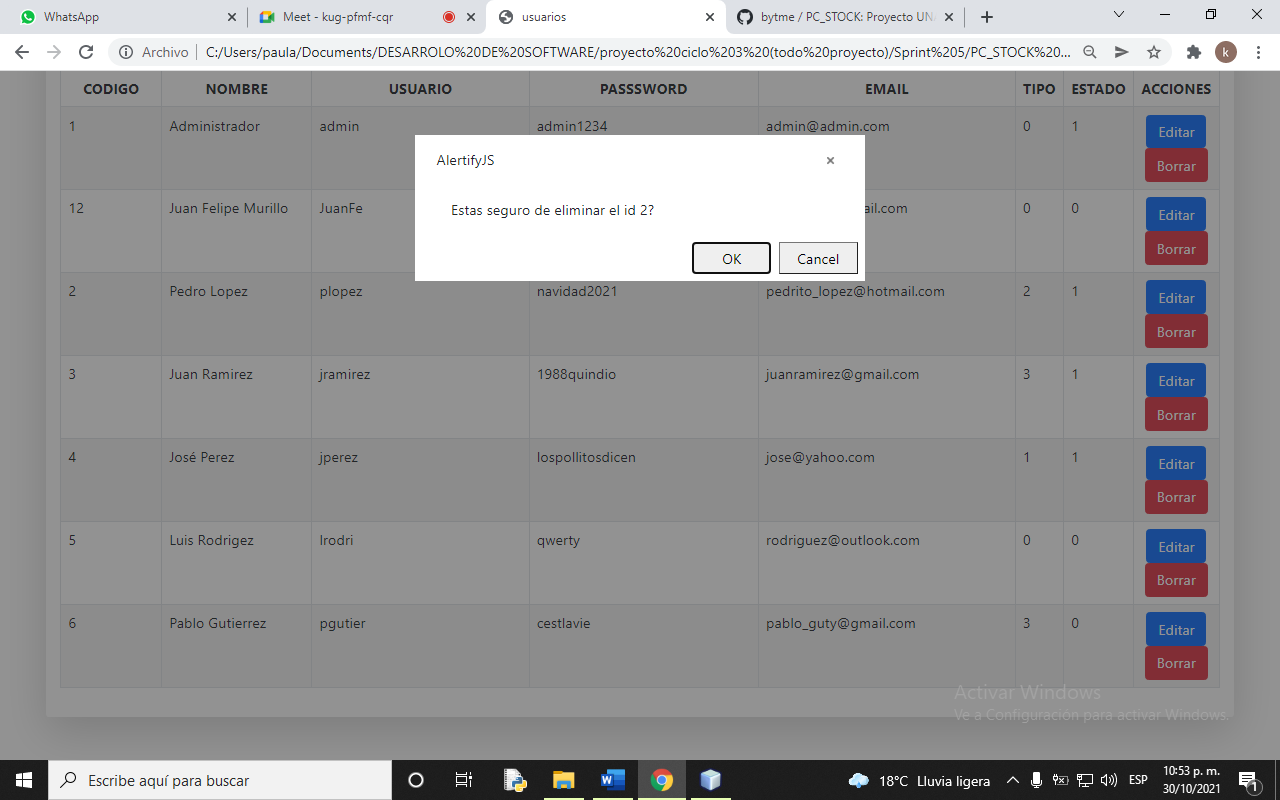 WhatsApp
Meet - kug-pfmf-cqr
usuarios
bytme / PC_STOCK: Proyecto UNA
Archivo
C:/Users/paula/Documents/DESARROLO%20DE%20SOFTWARE/proyecto%20ciclo%203%20(todo%20proyecto)/Sprint%205/PC_STOCK%20...
k
CODIGO NOMBRE USUARIO PASSSWORD EMAIL TIPO ESTADO ACCIONES
1 Administrador admin admin1234 admin@admin.com 0 1 Editar
Borrar
AlertifyJS ×
Estas seguro de eliminar el id 2?
OK Cancel
12 Juan Felipe Murillo JuanFe ail.com 0 0 Editar
Borrar
2 Pedro Lopez plopez navidad2021 pedrito_lopez@hotmail.com 2 1 Editar
Borrar
3 Juan Ramirez jramirez 1988quindio juanramirez@gmail.com 3 1 Editar
Borrar
4 José Perez jperez lospollitosdicen jose@yahoo.com 1 1 Editar
Borrar
5 Luis Rodrigez lrodri qwerty rodriguez@outlook.com 0 0 Editar
Borrar
6 Pablo Gutierrez pgutier cestlavie pablo_guty@gmail.com 3 0 Editar
Borrar
Activar Windows
Ve a Configuración para activar Windows.
Escribe aquí para buscar
18°C Lluvia ligera
ESP
10:53 p. m.
30/10/2021
1